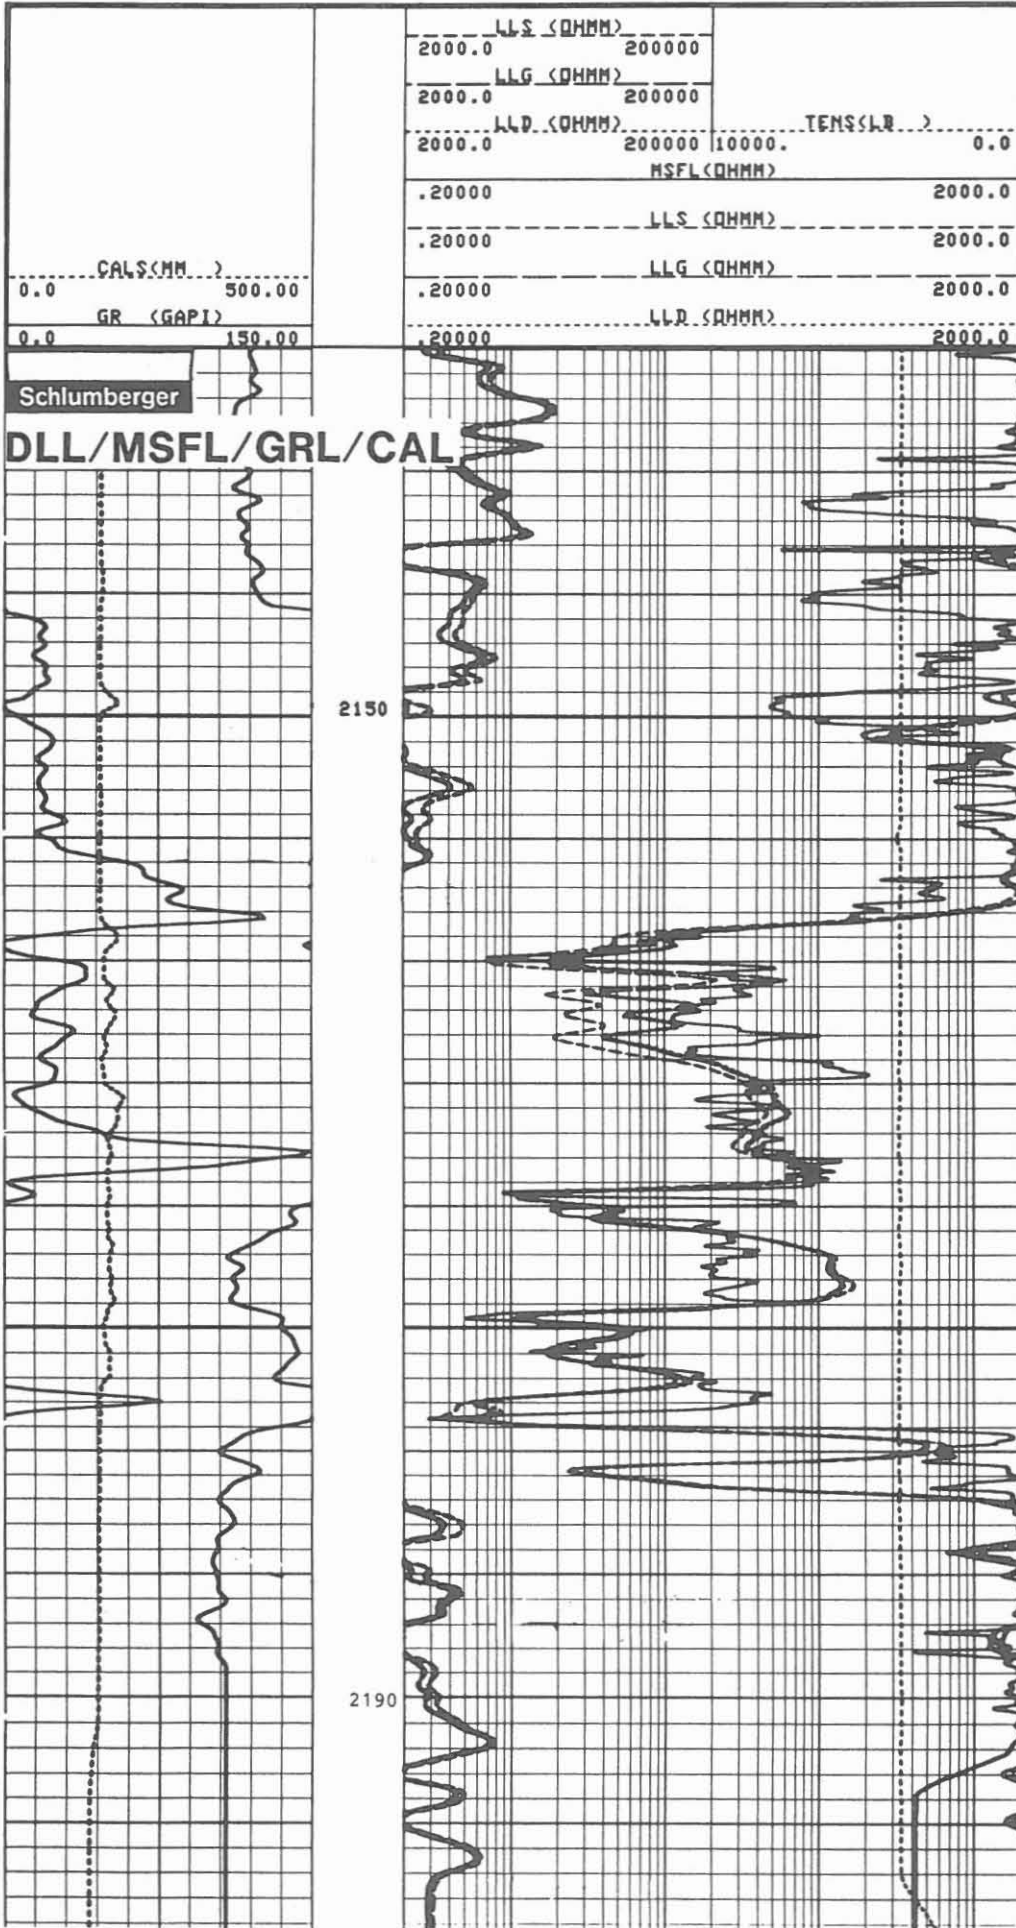 LLS (OHMM)
2000.0 200000
LLG (OHMM)
2000.0 200000
LLD (OHMM) TENS(LB )
2000.0 200000 10000. 0.0
MSFL(OHMM)
.20000 2000.0
LLS (OHMM)
.20000 2000.0
CALS(MM ) LLG (OHMM)
0.0 500.00 .20000 2000.0
GR (GAPI) LLD (OHMM)
0.0 150.00 .20000 2000.0
Schlumberger
DLL/MSFL/GRL/CAL
2150
2190